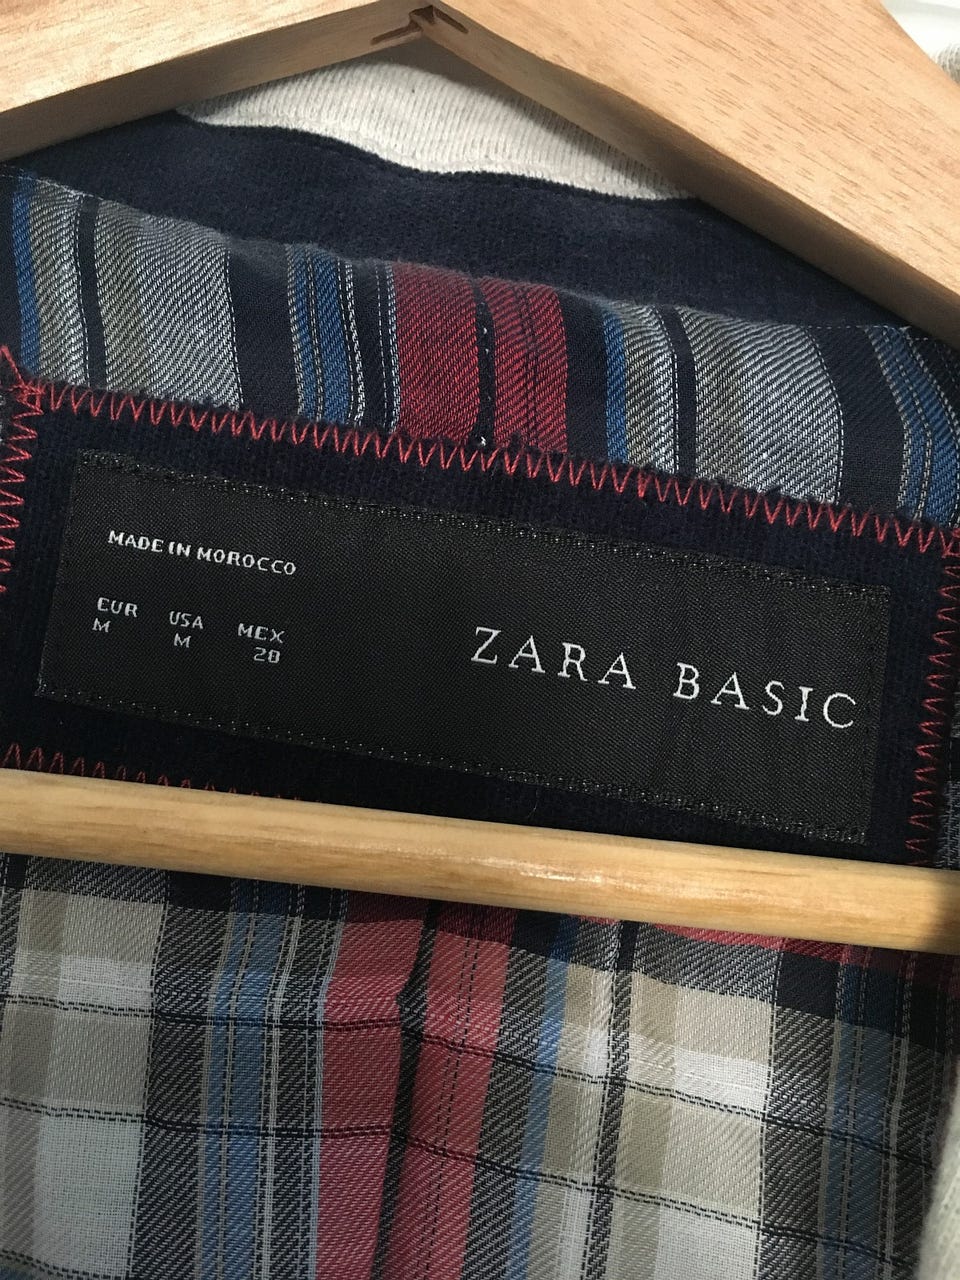 MADE IN MOROCCO
EUR USA MEX
M M 28
ZARA BASIC